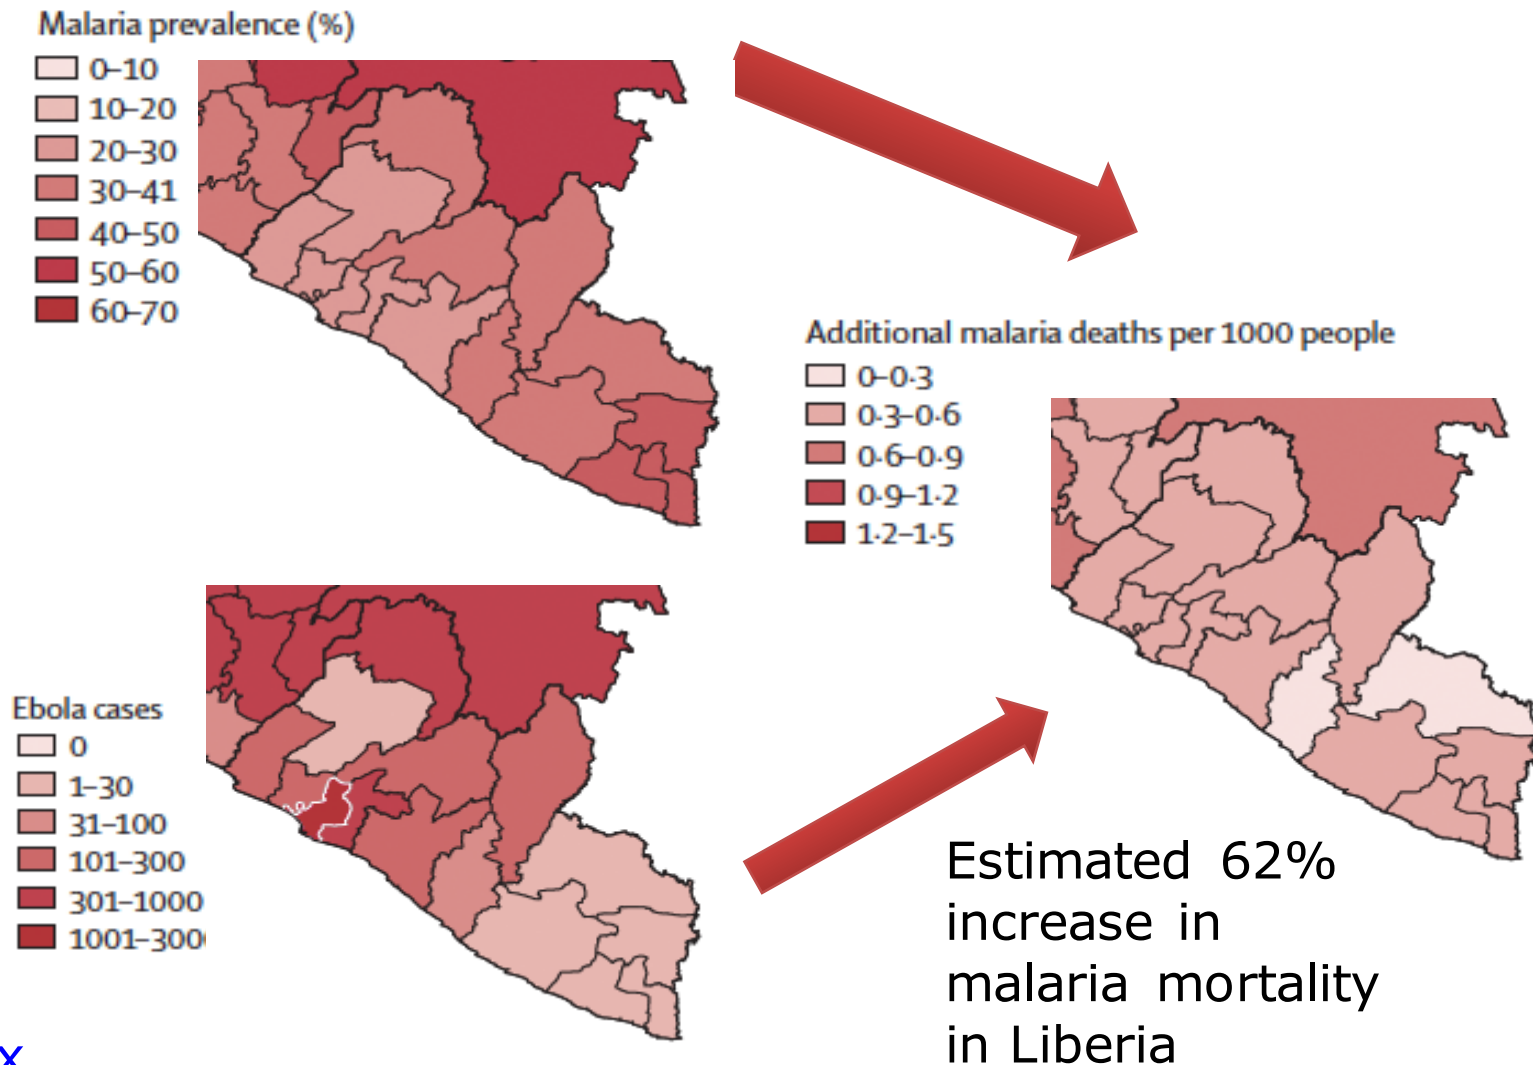 Malaria prevalence (%)
0–10
10–20
20–30
30–41
40–50
50–60
60–70
Additional malaria deaths per 1000 people
0–0·3
0·3–0·6
0·6–0·9
0·9–1·2
1·2–1·5
Ebola cases
0
1–30
31–100
101–300
301–1000
1001–300
Estimated 62%
increase in
malaria mortality
in Liberia
x